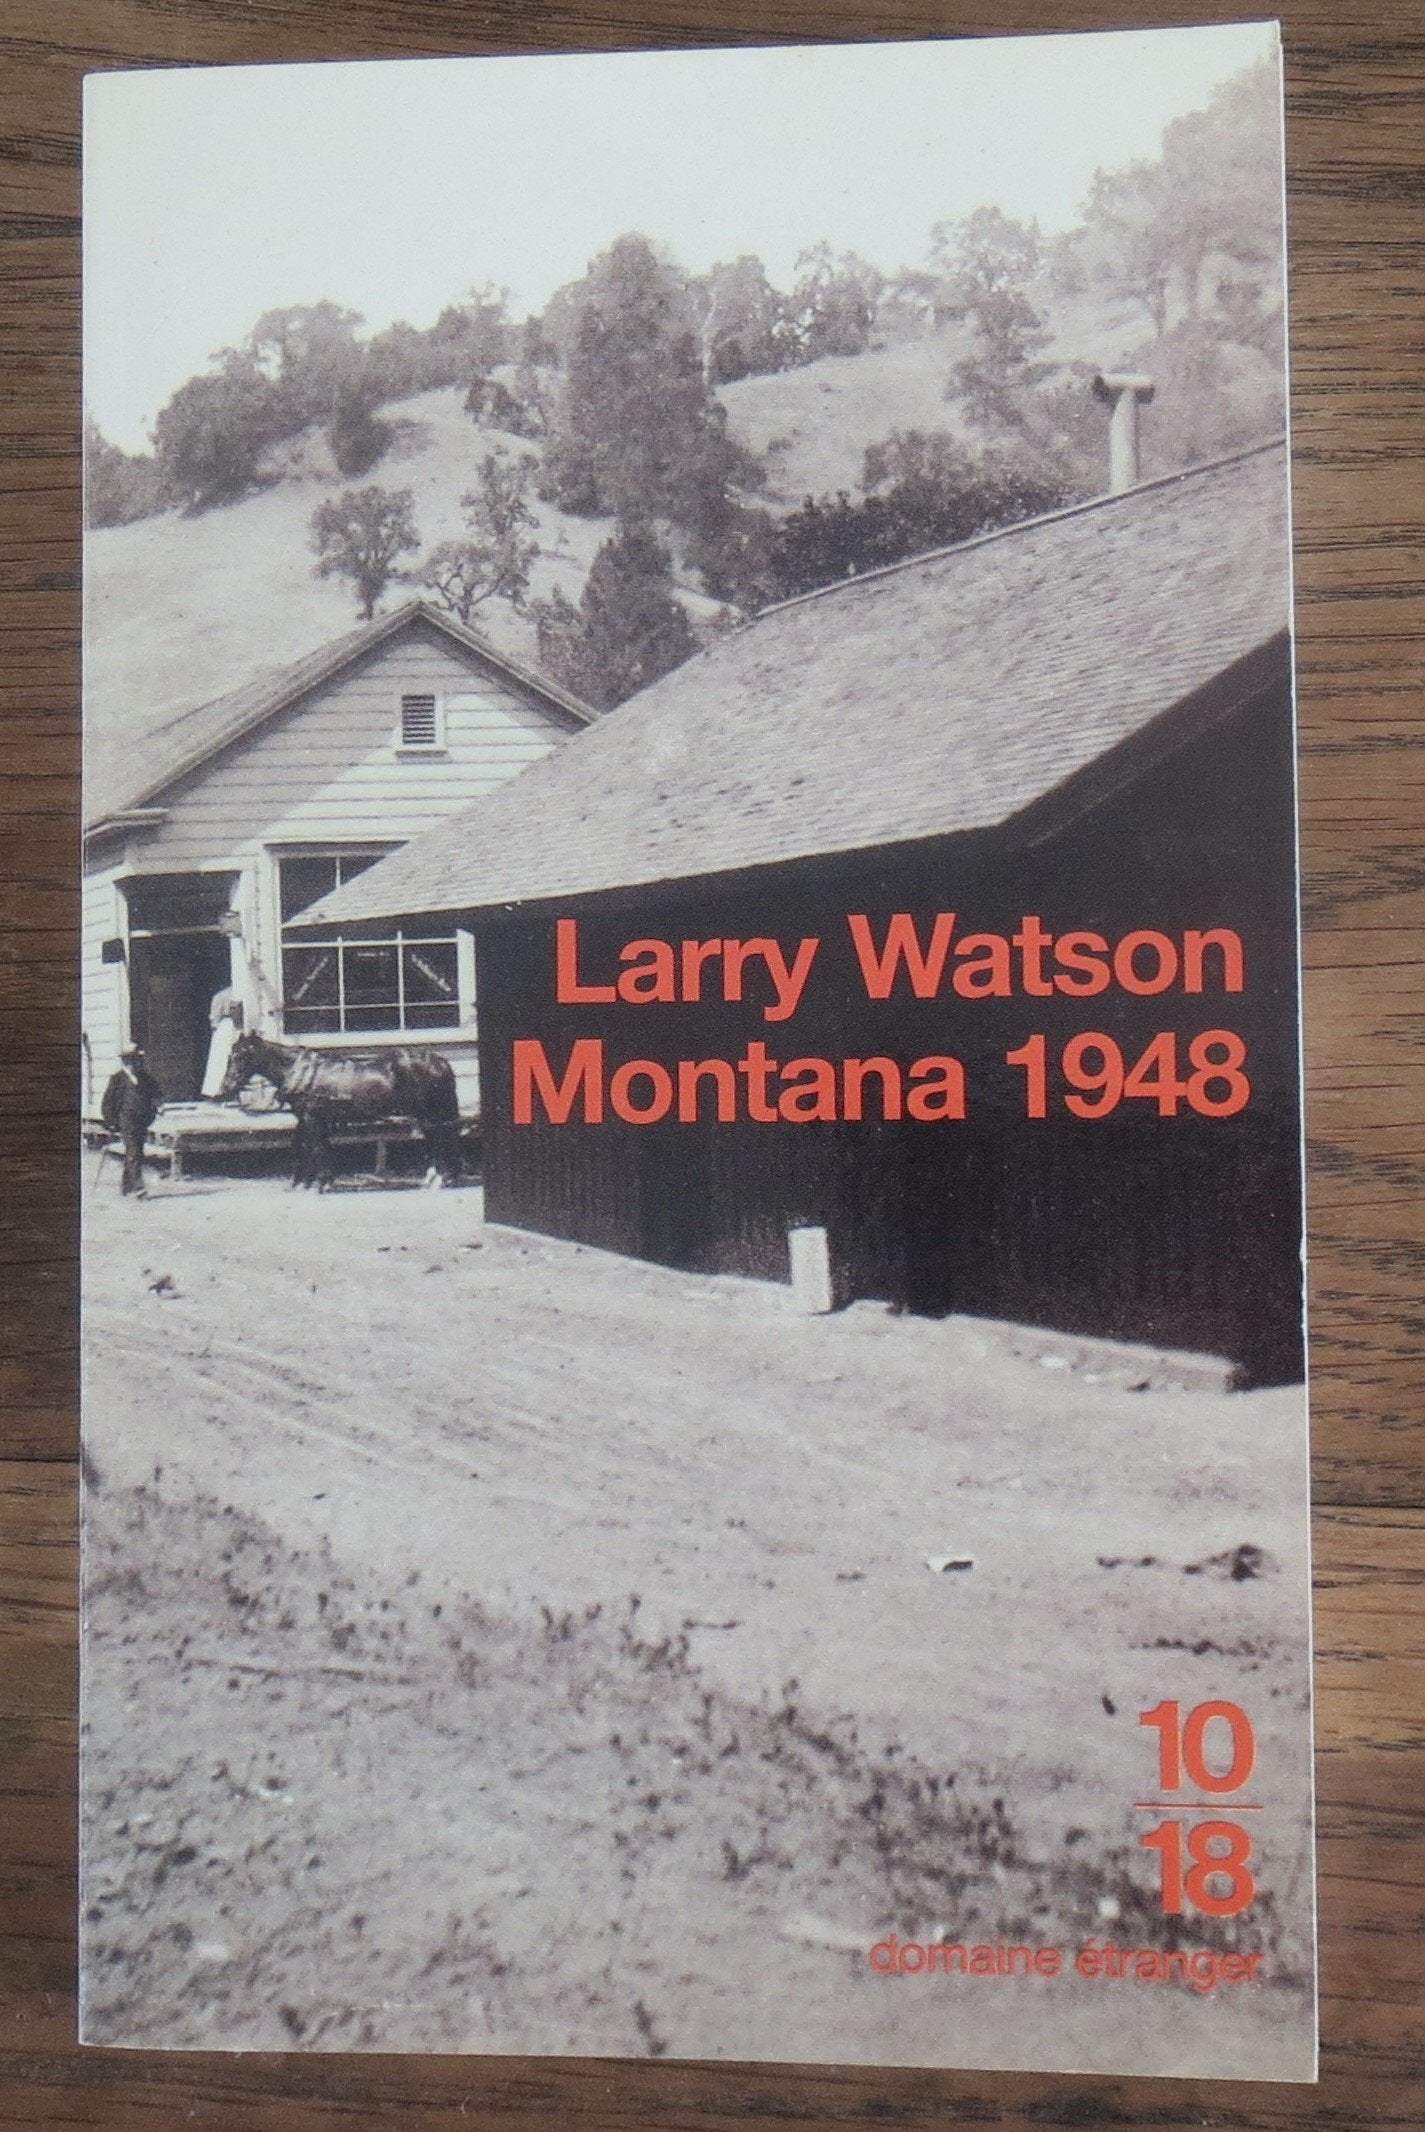 Larry Watson
Montana 1948
10
18
domaine étranger